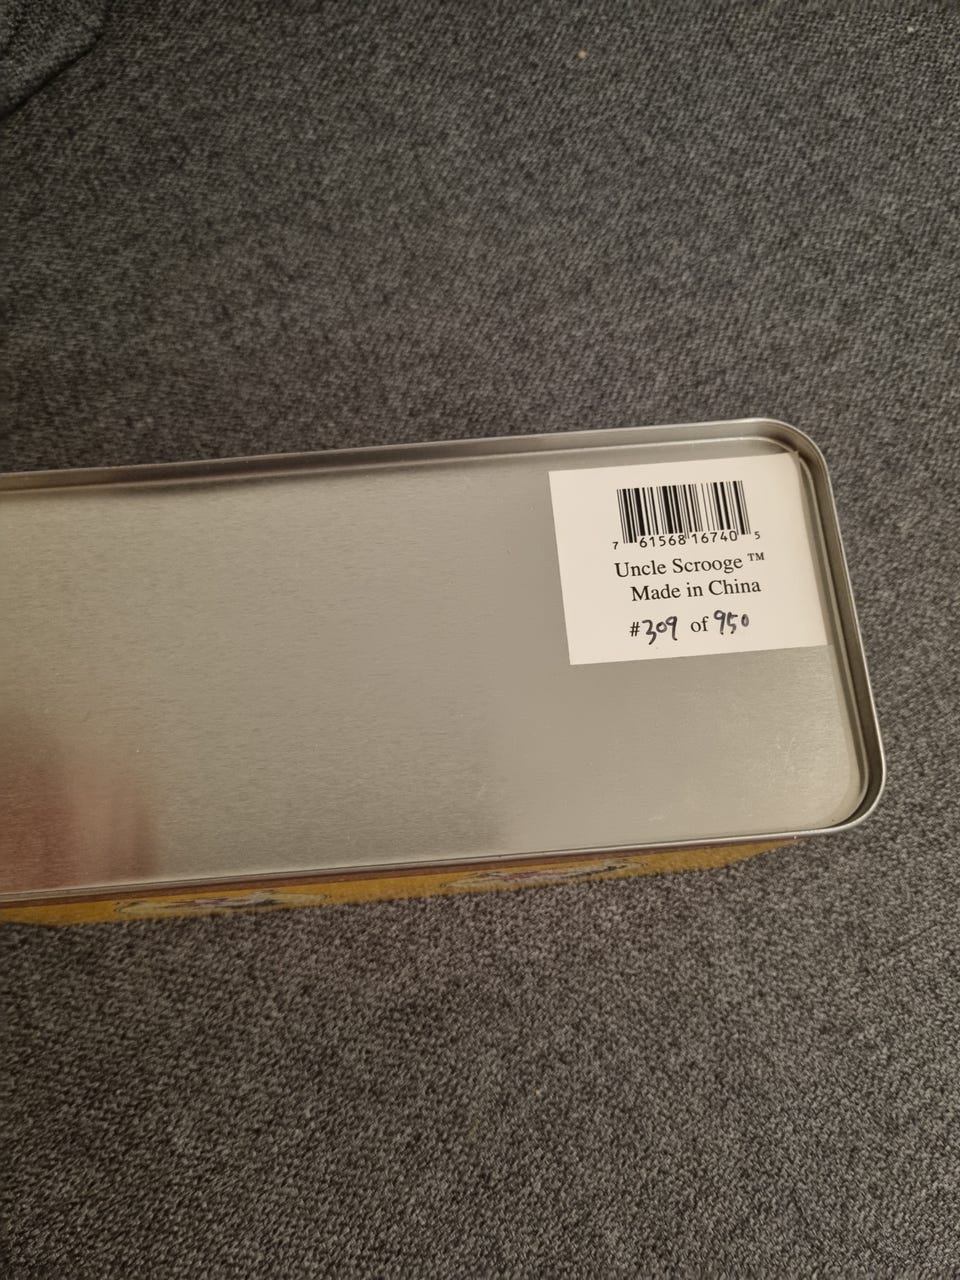 7 61568 16740 5
Uncle Scrooge ™
Made in China
#309 of 950